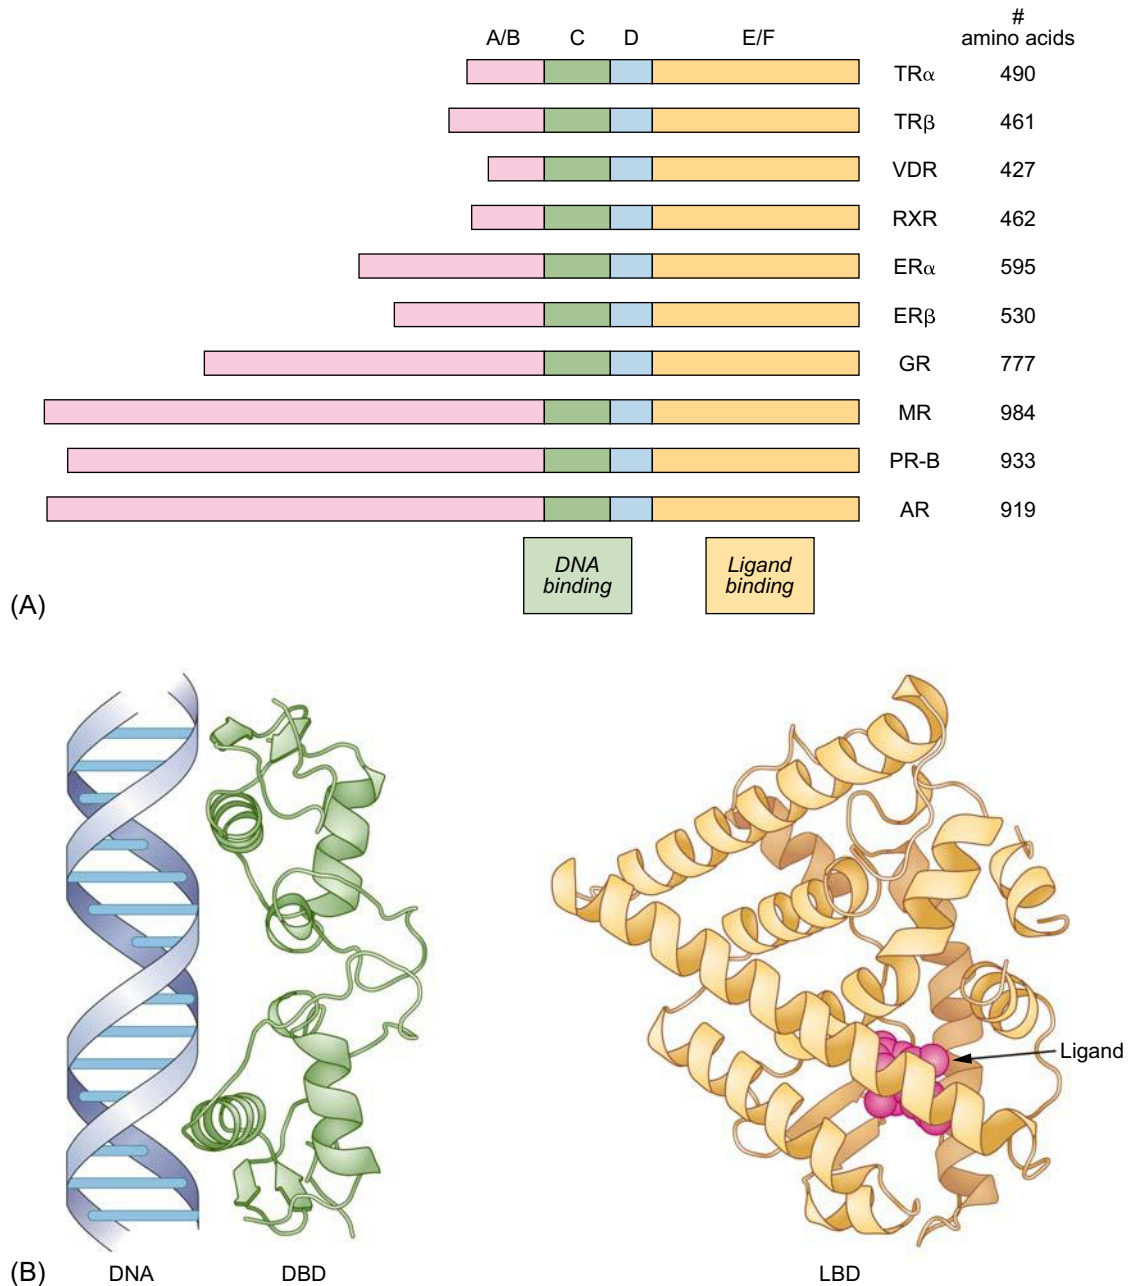 #
A/B C D E/F amino acids
TRα 490
TRβ 461
VDR 427
RXR 462
ERα 595
ERβ 530
GR 777
MR 984
PR-B 933
AR 919
DNA
binding
Ligand
binding
(A)
Ligand
(B) DNA DBD LBD